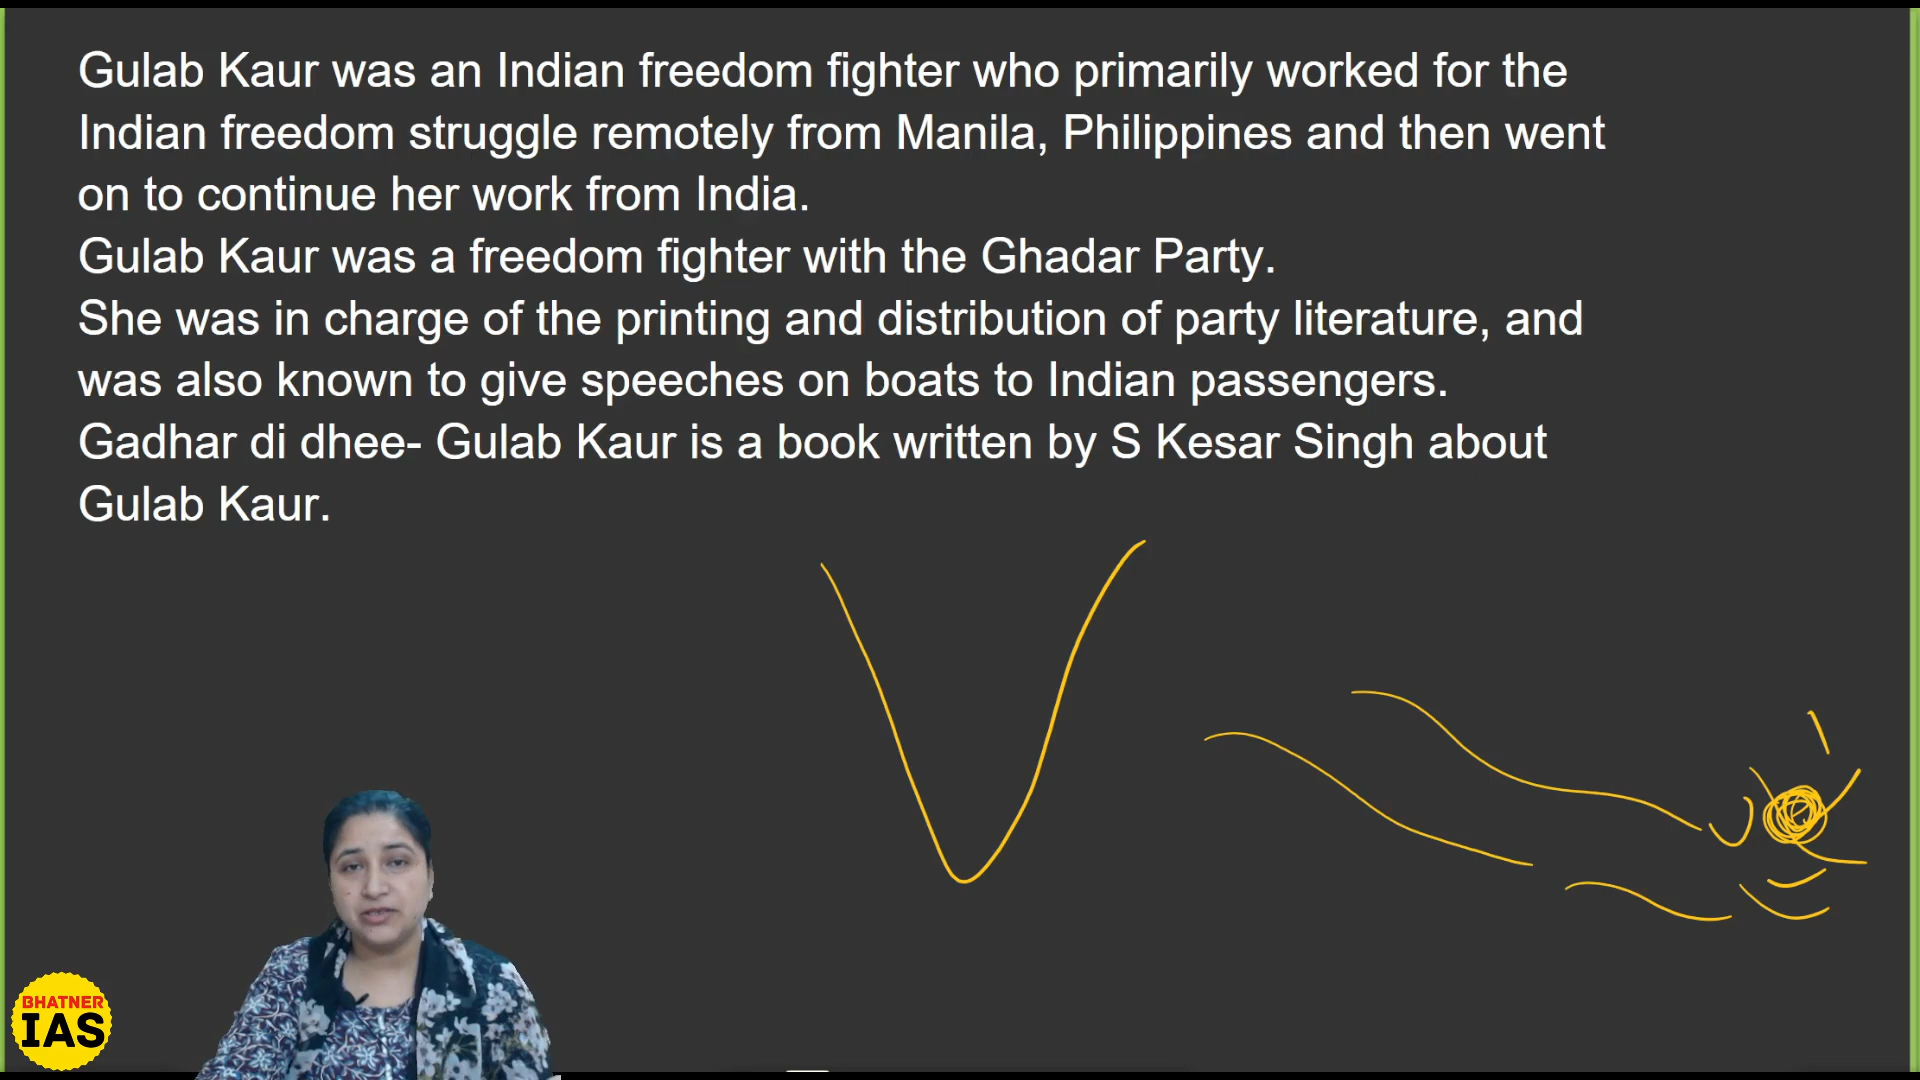 Gulab Kaur was an Indian freedom fighter who primarily worked for the
Indian freedom struggle remotely from Manila, Philippines and then went
on to continue her work from India.
Gulab Kaur was a freedom fighter with the Ghadar Party.
She was in charge of the printing and distribution of party literature, and
was also known to give speeches on boats to Indian passengers.
Gadhar di dhee- Gulab Kaur is a book written by S Kesar Singh about
Gulab Kaur.
BHATNER
IAS